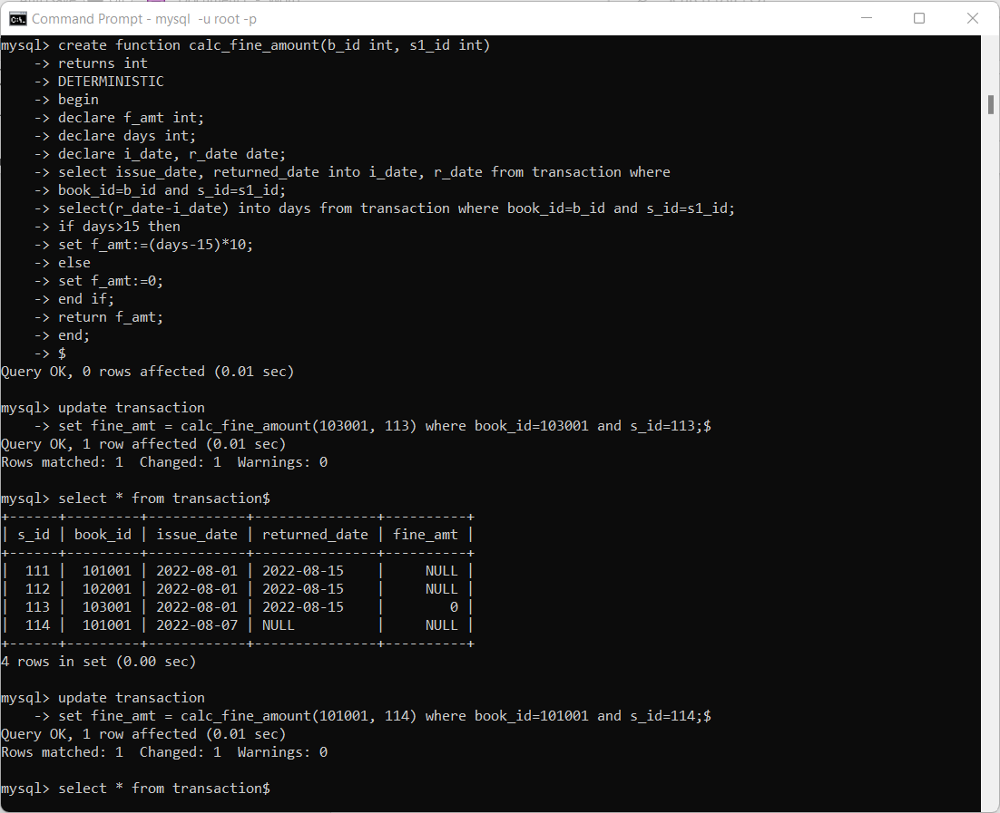 Command Prompt - mysql  -u root -p
mysql> create function calc_fine_amount(b_id int, s1_id int)
    -> returns int
    -> DETERMINISTIC
    -> begin
    -> declare f_amt int;
    -> declare days int;
    -> declare i_date, r_date date;
    -> select issue_date, returned_date into i_date, r_date from transaction where
    -> book_id=b_id and s_id=s1_id;
    -> select(r_date-i_date) into days from transaction where book_id=b_id and s_id=s1_id;
    -> if days>15 then
    -> set f_amt:=(days-15)*10;
    -> else
    -> set f_amt:=0;
    -> end if;
    -> return f_amt;
    -> end;
    -> $
Query OK, 0 rows affected (0.01 sec)
mysql> update transaction
    -> set fine_amt = calc_fine_amount(103001, 113) where book_id=103001 and s_id=113;$
Query OK, 1 row affected (0.01 sec)
Rows matched: 1  Changed: 1  Warnings: 0
mysql> select * from transaction$
+------+---------+------------+---------------+----------+
| s_id | book_id | issue_date | returned_date | fine_amt |
+------+---------+------------+---------------+----------+
|  111 |  101001 | 2022-08-01 | 2022-08-15    |     NULL |
|  112 |  102001 | 2022-08-01 | 2022-08-15    |     NULL |
|  113 |  103001 | 2022-08-01 | 2022-08-15    |        0 |
|  114 |  101001 | 2022-08-07 | NULL          |     NULL |
+------+---------+------------+---------------+----------+
4 rows in set (0.00 sec)
mysql> update transaction
    -> set fine_amt = calc_fine_amount(101001, 114) where book_id=101001 and s_id=114;$
Query OK, 1 row affected (0.01 sec)
Rows matched: 1  Changed: 1  Warnings: 0
mysql> select * from transaction$